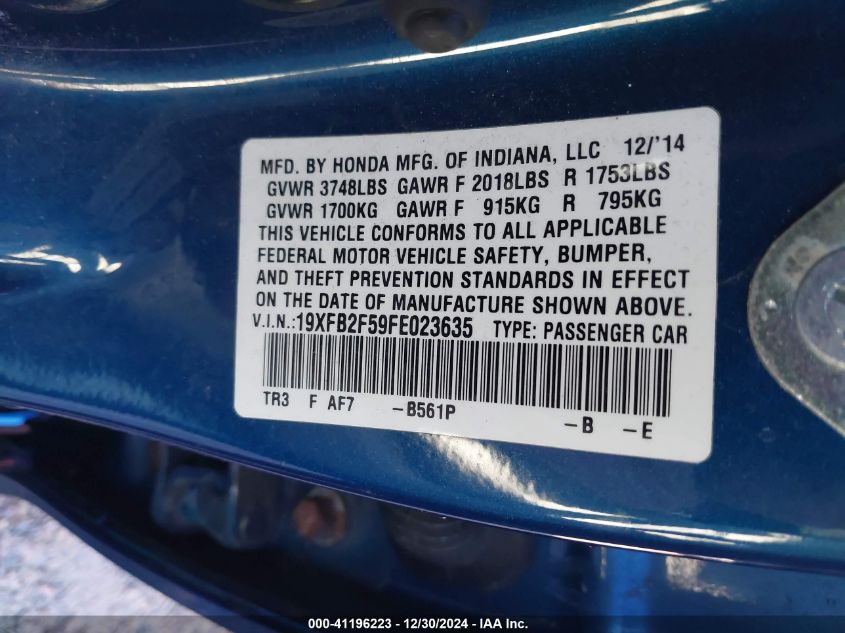 MFD. BY HONDA MFG. OF INDIANA, LLC 12/'14
GVWR 3748LBS GAWR F 2018LBS R 1753LBS
GVWR 1700KG GAWR F 915KG R 795KG
THIS VEHICLE CONFORMS TO ALL APPLICABLE
FEDERAL MOTOR VEHICLE SAFETY, BUMPER,
AND THEFT PREVENTION STANDARDS IN EFFECT
ON THE DATE OF MANUFACTURE SHOWN ABOVE.
V.I.N.:19XFB2F59FE023635 TYPE: PASSENGER CAR
TR3 F AF7 -B561P -B -E
000-41196223 - 12/30/2024 - IAA Inc.